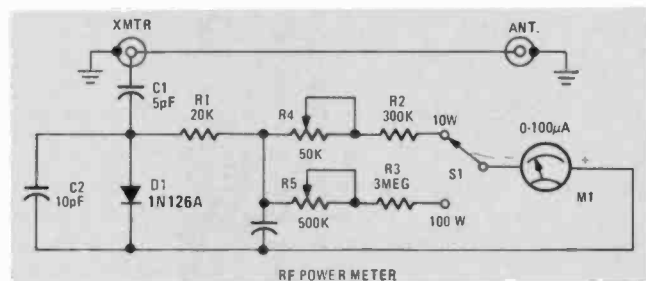 XMTR
ANT.
C1
5pF
R1
20K
R4
50K
R2
300K
10W
0-100µA
+
S1
M1
C2
10pF
D1
1N126A
R5
500K
R3
3MEG
100 W
RF POWER METER